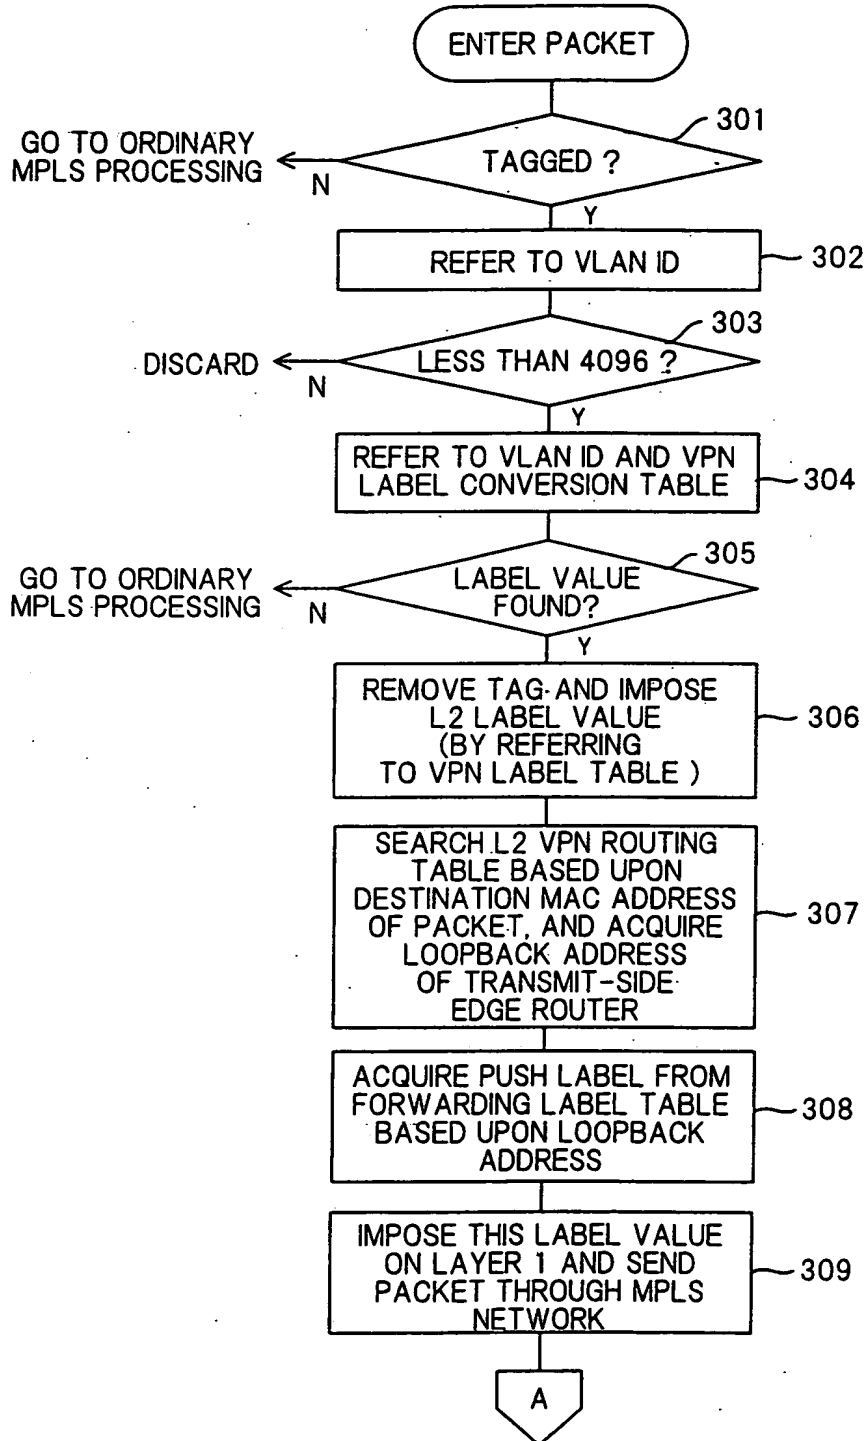 ENTER PACKET
301
TAGGED ?
GO TO ORDINARY
MPLS PROCESSING
N
Y
REFER TO VLAN ID
302
303
LESS THAN 4096 ?
DISCARD
N
Y
REFER TO VLAN ID AND VPN
LABEL CONVERSION TABLE
304
305
LABEL VALUE
FOUND?
GO TO ORDINARY
MPLS PROCESSING
N
Y
REMOVE TAG AND IMPOSE
L2 LABEL VALUE
(BY REFERRING
TO VPN LABEL TABLE )
306
SEARCH L2 VPN ROUTING
TABLE BASED UPON
DESTINATION MAC ADDRESS
OF PACKET, AND ACQUIRE
LOOPBACK ADDRESS
OF TRANSMIT-SIDE
EDGE ROUTER
307
ACQUIRE PUSH LABEL FROM
FORWARDING LABEL TABLE
BASED UPON LOOPBACK
ADDRESS
308
IMPOSE THIS LABEL VALUE
ON LAYER 1 AND SEND
PACKET THROUGH MPLS
NETWORK
309
A